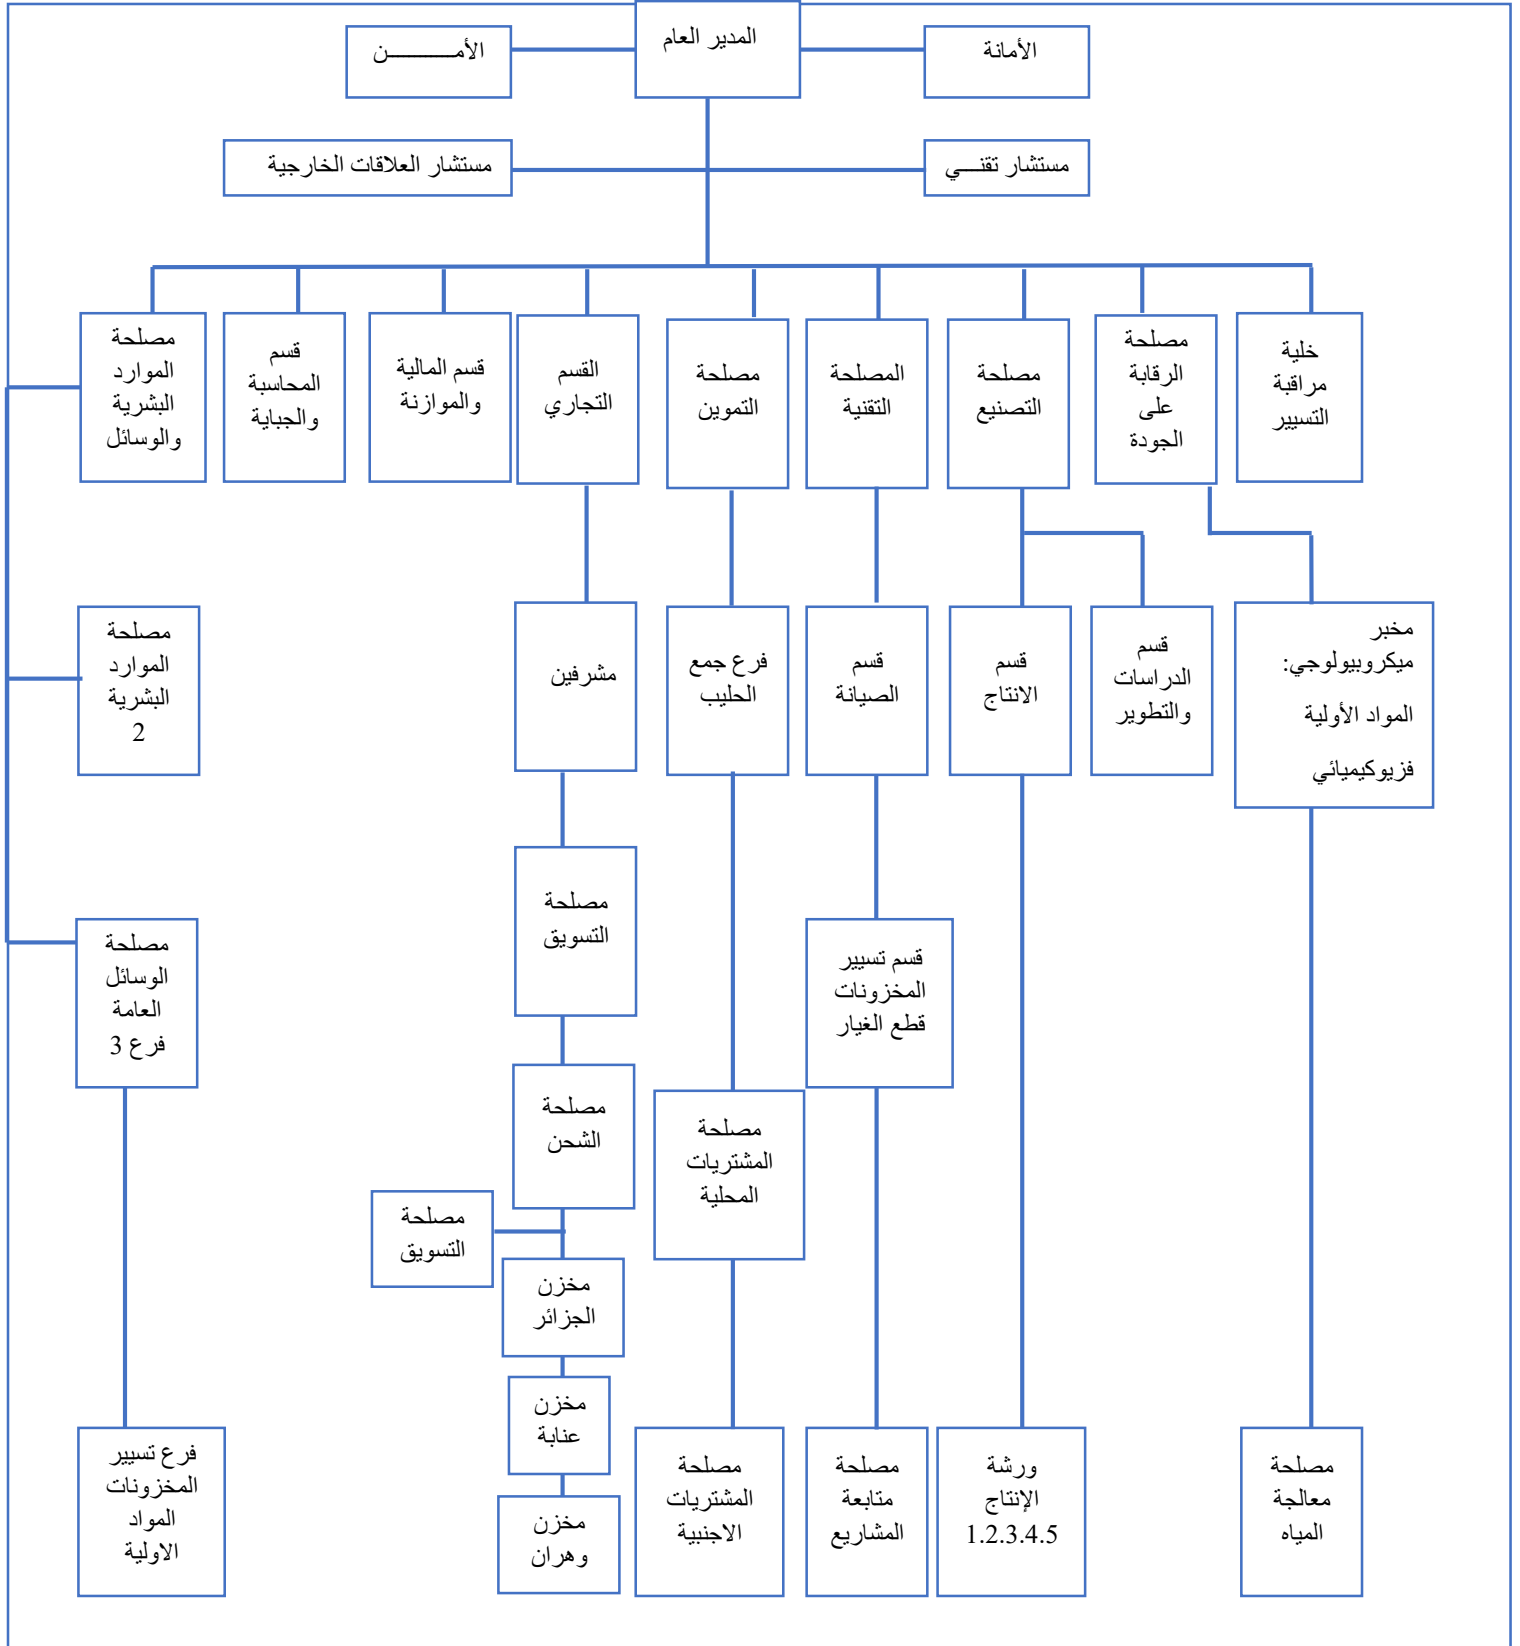 المدير العام
الأمانة
الأمـــــــــــن
مستشار تقنـــي
مستشار العلاقات الخارجية
خلية
مراقبة
التسيير
مصلحة
الرقابة
على
الجودة
مصلحة
التصنيع
المصلحة
التقنية
مصلحة
التموين
القسم
التجاري
قسم المالية
والموازنة
قسم
المحاسبة
والجباية
مصلحة
الموارد
البشرية
والوسائل
مخبر
ميكروبيولوجي:
المواد الأولية
فزيوكيميائي
قسم
الدراسات
والتطوير
قسم
الانتاج
قسم
الصيانة
فرع جمع
الحليب
مشرفين
مصلحة
الموارد
البشرية
2
مصلحة
التسويق
قسم تسيير
المخزونات
قطع الغيار
مصلحة
الوسائل
العامة
فرع 3
مصلحة
الشحن
مصلحة
المشتريات
المحلية
مصلحة
التسويق
مخزن
الجزائر
مخزن
عنابة
مخزن
وهران
مصلحة
معالجة
المياه
ورشة
الإنتاج
1.2.3.4.5
مصلحة
متابعة
المشاريع
مصلحة
المشتريات
الاجنبية
فرع تسيير
المخزونات
المواد
الاولية